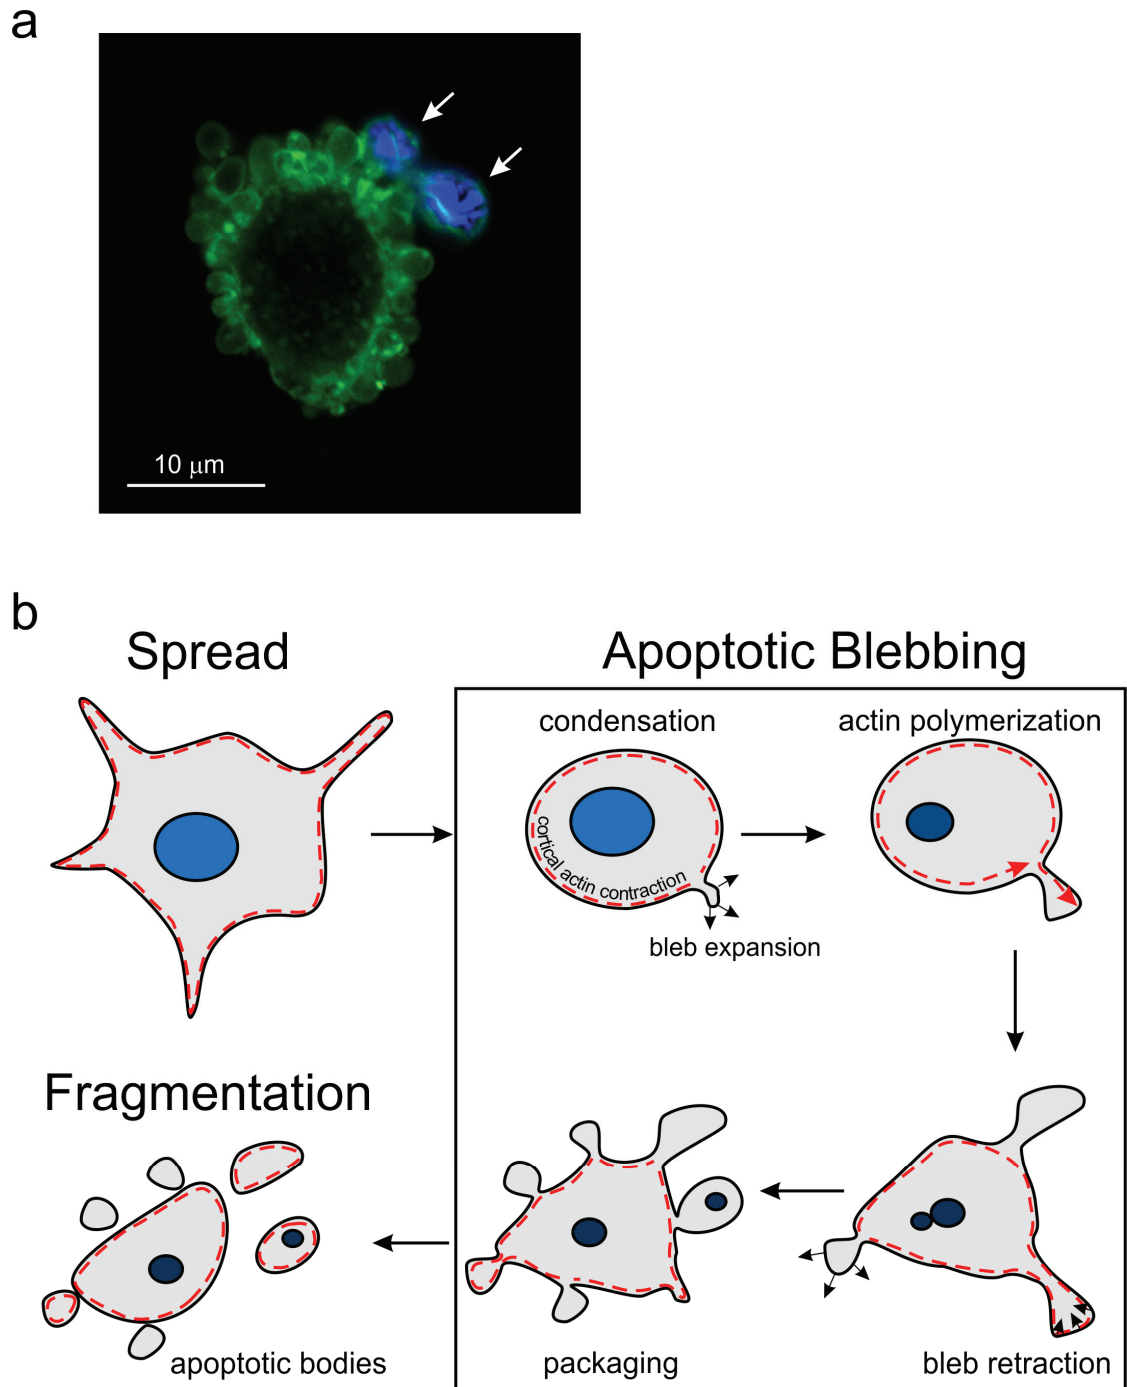 a
10 μm
b
Spread
Apoptotic Blebbing
condensation
actin polymerization
cortical actin contraction
bleb expansion
Fragmentation
apoptotic bodies
packaging
bleb retraction